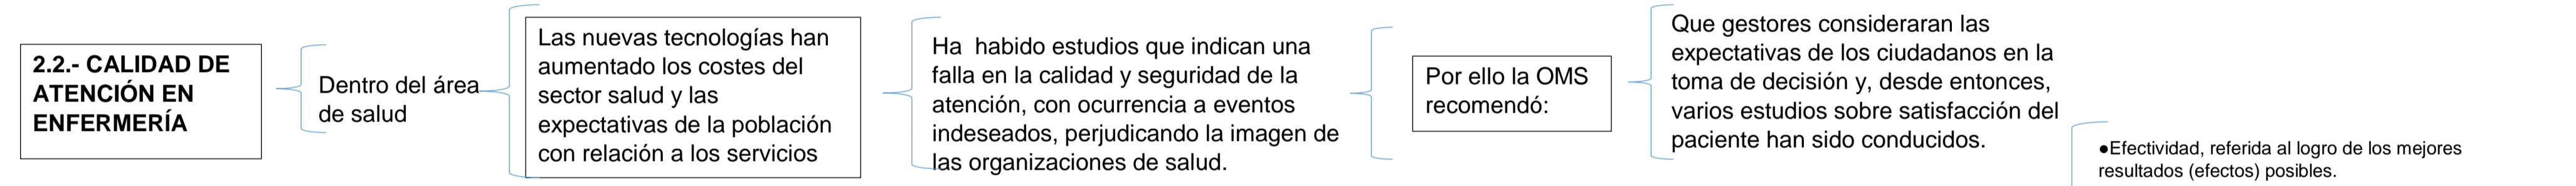 2.2.- CALIDAD DE
ATENCIÓN EN
ENFERMERÍA
Dentro del área
de salud
Las nuevas tecnologías han
aumentado los costes del
sector salud y las
expectativas de la población
con relación a los servicios
Ha  habido estudios que indican una
falla en la calidad y seguridad de la
atención, con ocurrencia a eventos
indeseados, perjudicando la imagen de
las organizaciones de salud.
Por ello la OMS
recomendó:
Que gestores consideraran las
expectativas de los ciudadanos en la
toma de decisión y, desde entonces,
varios estudios sobre satisfacción del
paciente han sido conducidos.
●Efectividad, referida al logro de los mejores
resultados (efectos) posibles.